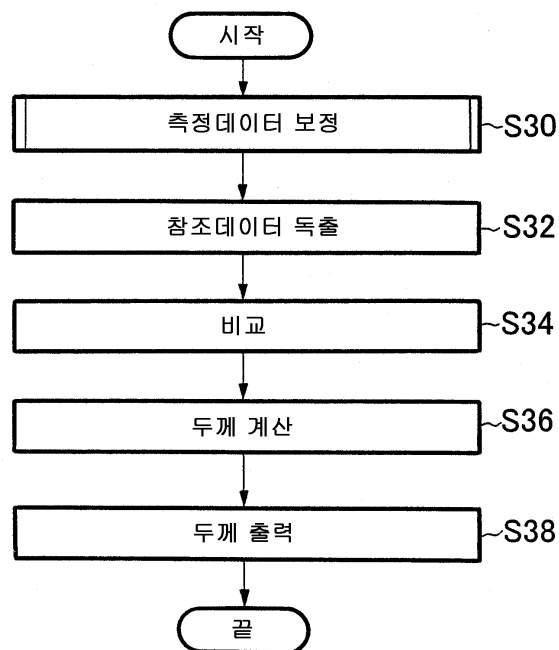 시작
측정데이터 보정
S30
참조데이터 독출
S32
비교
S34
두께 계산
S36
두께 출력
S38
끝